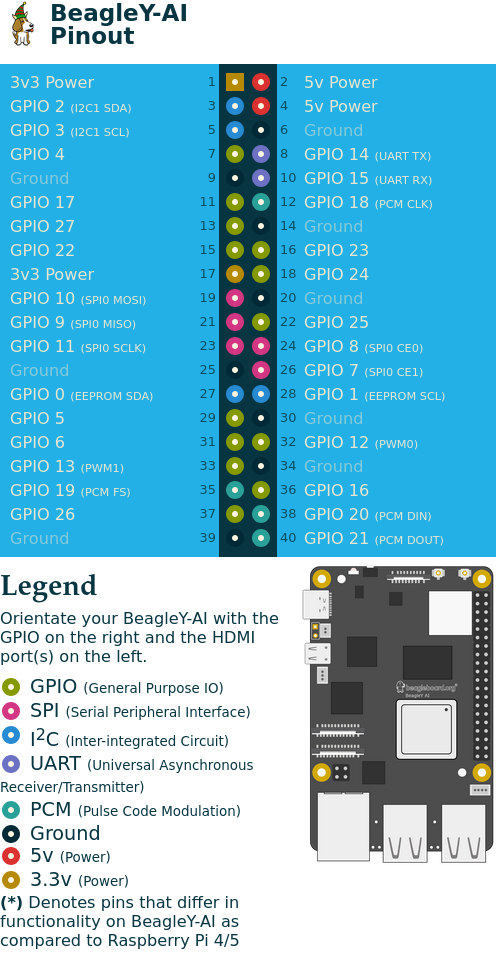 BeagleY-AI
Pinout
3v3 Power 1 2 5v Power
GPIO 2 (I2C1 SDA) 3 4 5v Power
GPIO 3 (I2C1 SCL) 5 6 Ground
GPIO 4 7 8 GPIO 14 (UART TX)
Ground 9 10 GPIO 15 (UART RX)
GPIO 17 11 12 GPIO 18 (PCM CLK)
GPIO 27 13 14 Ground
GPIO 22 15 16 GPIO 23
3v3 Power 17 18 GPIO 24
GPIO 10 (SPI0 MOSI) 19 20 Ground
GPIO 9 (SPI0 MISO) 21 22 GPIO 25
GPIO 11 (SPI0 SCLK) 23 24 GPIO 8 (SPI0 CE0)
Ground 25 26 GPIO 7 (SPI0 CE1)
GPIO 0 (EEPROM SDA) 27 28 GPIO 1 (EEPROM SCL)
GPIO 5 29 30 Ground
GPIO 6 31 32 GPIO 12 (PWM0)
GPIO 13 (PWM1) 33 34 Ground
GPIO 19 (PCM FS) 35 36 GPIO 16
GPIO 26 37 38 GPIO 20 (PCM DIN)
Ground 39 40 GPIO 21 (PCM DOUT)
Legend
Orientate your BeagleY-AI with the
GPIO on the right and the HDMI
port(s) on the left.
GPIO (General Purpose IO)
SPI (Serial Peripheral Interface)
I2C (Inter-integrated Circuit)
UART (Universal Asynchronous
Receiver/Transmitter)
PCM (Pulse Code Modulation)
Ground
5v (Power)
3.3v (Power)
(*) Denotes pins that differ in
functionality on BeagleY-AI as
compared to Raspberry Pi 4/5
beagleboard.org
BeagleY AI